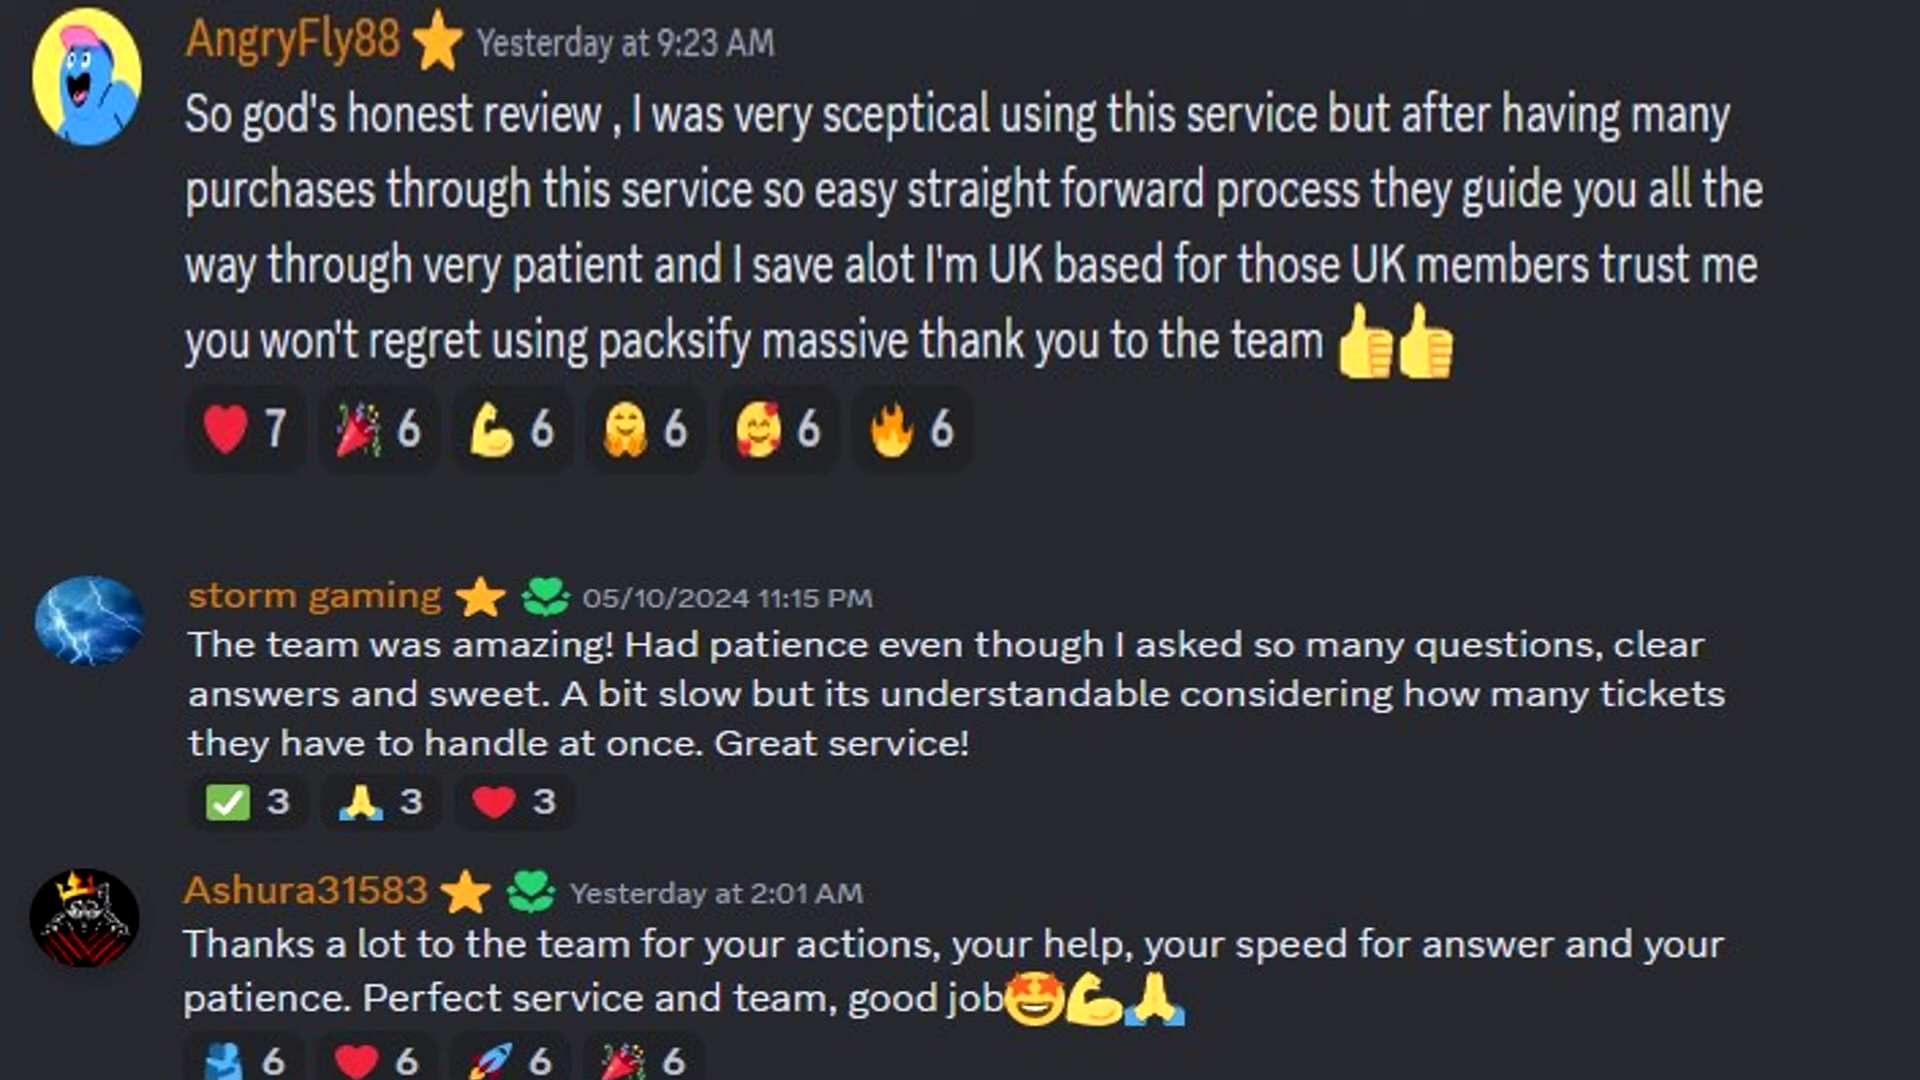 AngryFly88 ⭐ Yesterday at 9:23 AM
So god's honest review , I was very sceptical using this service but after having many
purchases through this service so easy straight forward process they guide you all the
way through very patient and I save alot I'm UK based for those UK members trust me
you won't regret using packsify massive thank you to the team 👍👍
❤️ 7 🎉 6 💪 6 🤗 6 🥰 6 🔥 6
storm gaming ⭐ 05/10/2024 11:15 PM
The team was amazing! Had patience even though I asked so many questions, clear
answers and sweet. A bit slow but its understandable considering how many tickets
they have to handle at once. Great service!
✅ 3 🙏 3 ❤️ 3
Ashura31583 ⭐ Yesterday at 2:01 AM
Thanks a lot to the team for your actions, your help, your speed for answer and your
patience. Perfect service and team, good job🤩💪🙏
🫂 6 ❤️ 6 🚀 6 🎉 6